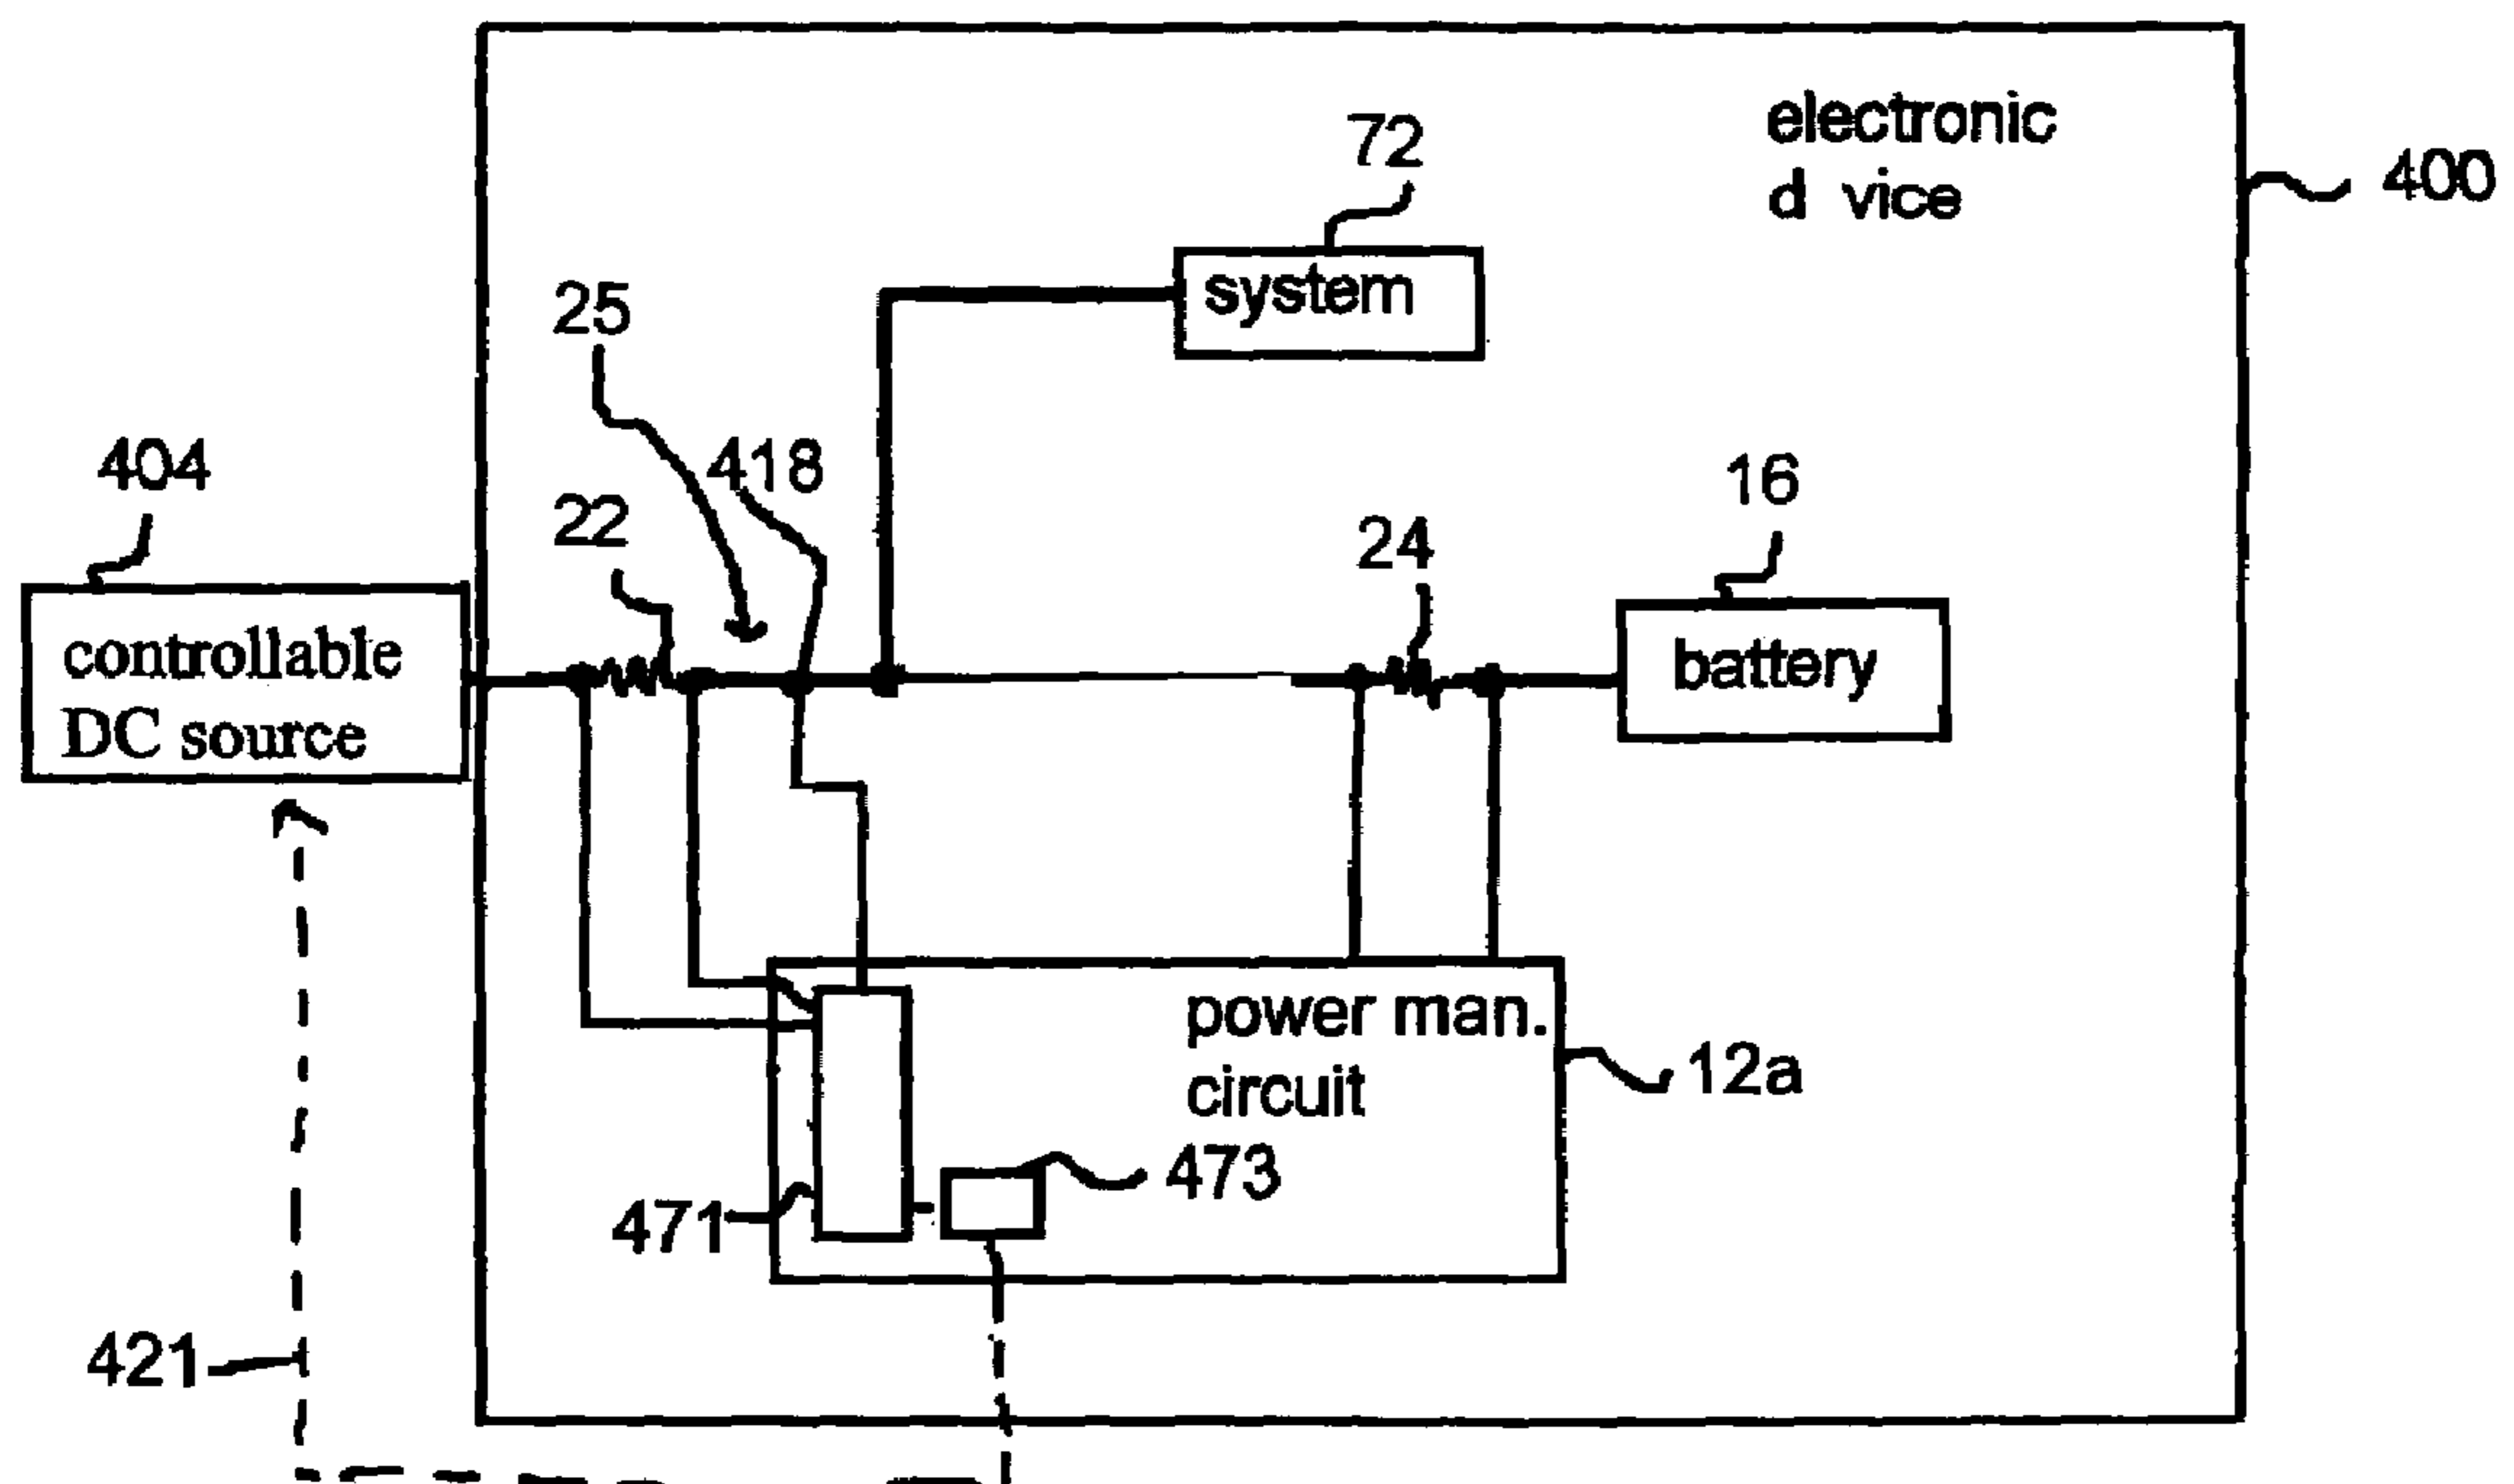 electronic
d vice
400
72
system
25
418
404
22
24
16
controllable
DC source
battery
power man.
circuit
12a
473
471
421